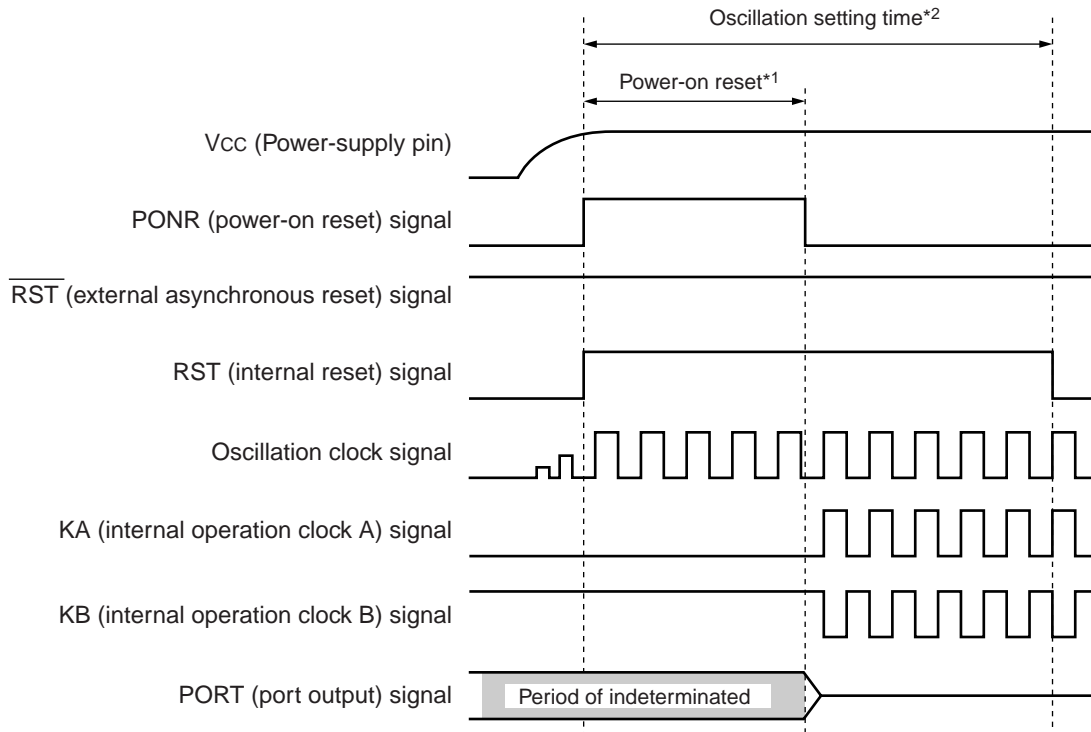 Oscillation setting time*2
Power-on reset*1
VCC (Power-supply pin)
PONR (power-on reset) signal
RST (external asynchronous reset) signal
RST (internal reset) signal
Oscillation clock signal
KA (internal operation clock A) signal
KB (internal operation clock B) signal
PORT (port output) signal
Period of indeterminated